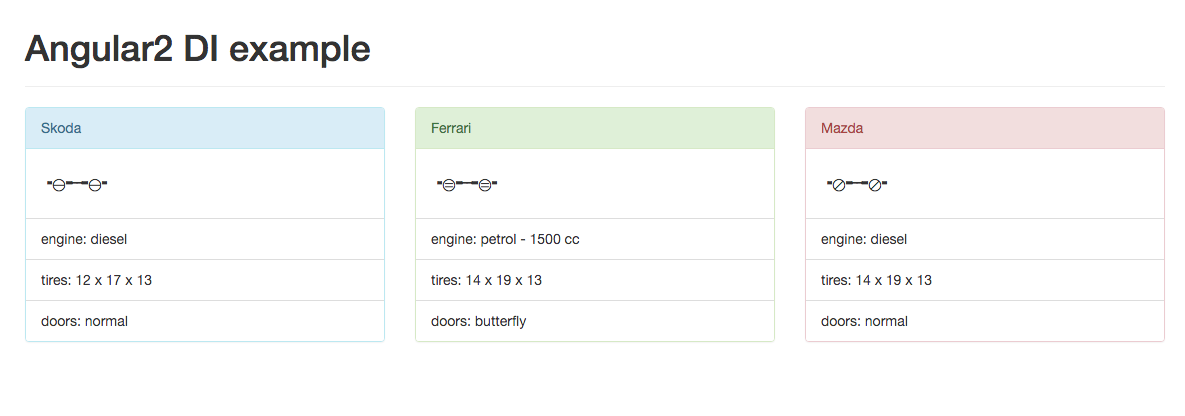 Angular2 DI example
Skoda
engine: diesel
tires: 12 x 17 x 13
doors: normal
Ferrari
engine: petrol - 1500 cc
tires: 14 x 19 x 13
doors: butterfly
Mazda
engine: diesel
tires: 14 x 19 x 13
doors: normal